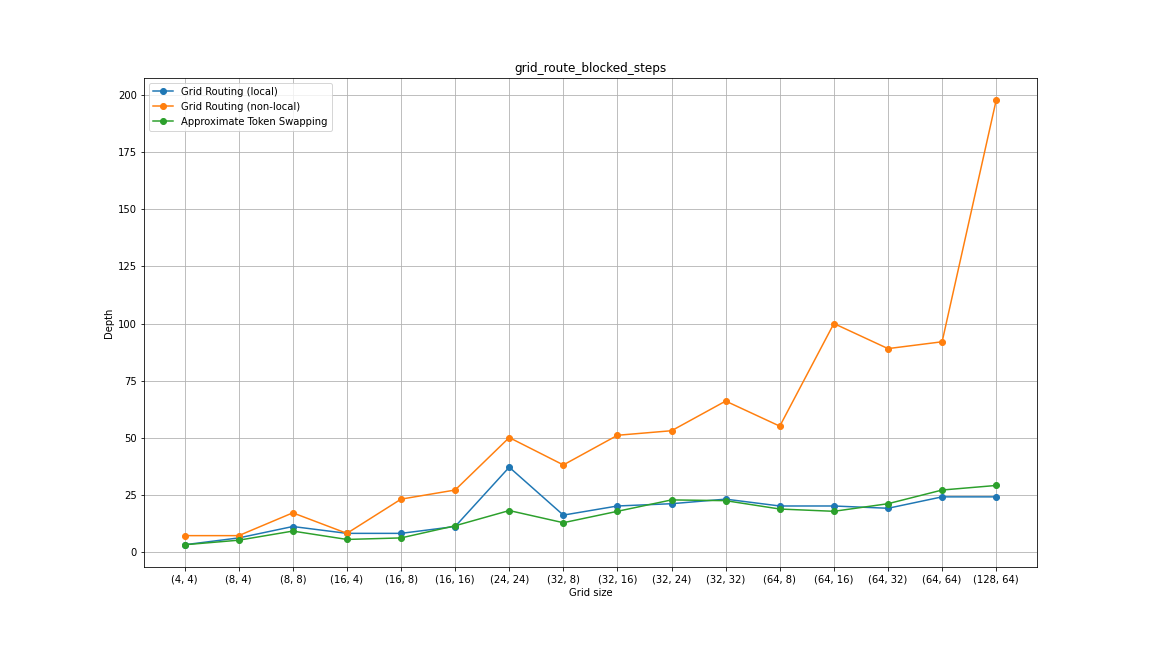 grid_route_blocked_steps
Grid Routing (local)
Grid Routing (non-local)
Approximate Token Swapping
200
175
150
125
100
75
50
25
0
Depth
(4, 4) (8, 4) (8, 8) (16, 4) (16, 8) (16, 16) (24, 24) (32, 8) (32, 16) (32, 24) (32, 32) (64, 8) (64, 16) (64, 32) (64, 64) (128, 64)
Grid size